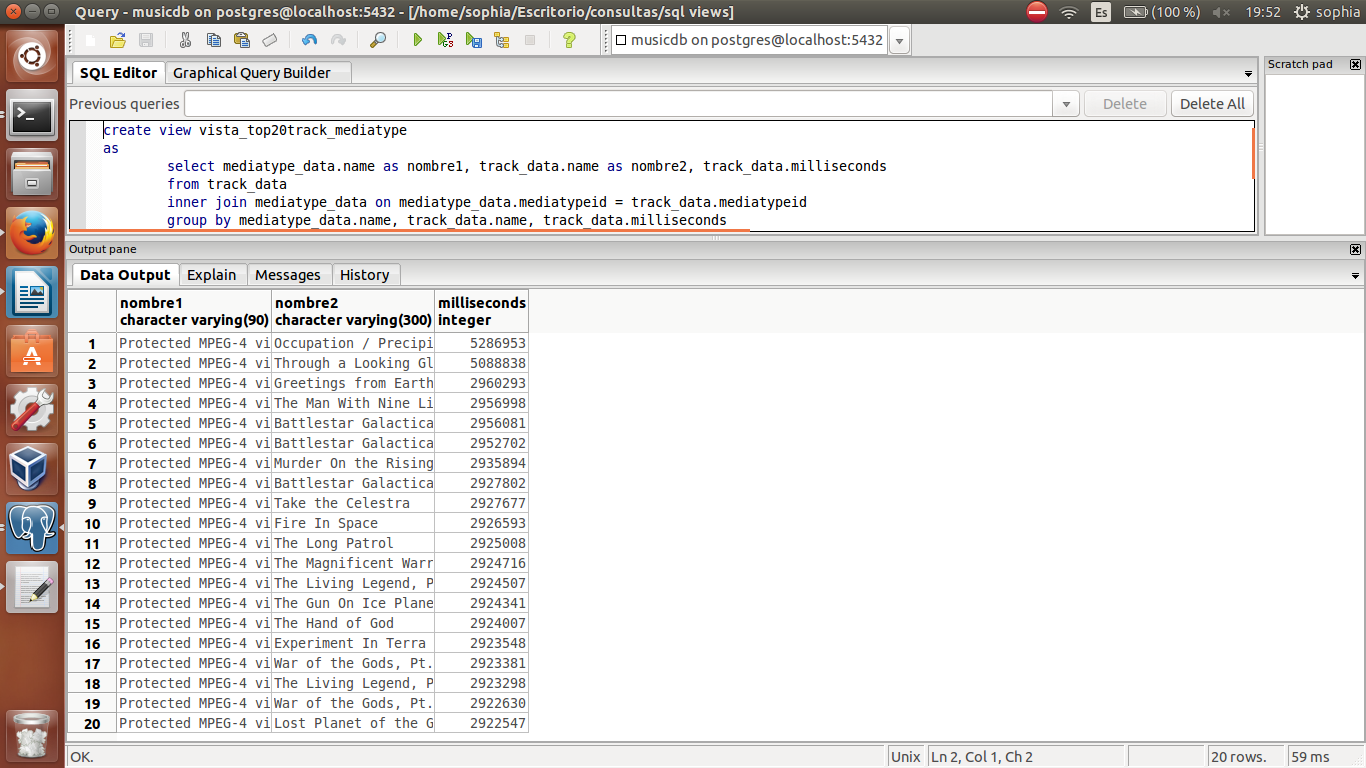 Query - musicdb on postgres@localhost:5432 - [/home/sophia/Escritorio/consultas/sql views]
Es
(100 %)
19:52
sophia
musicdb on postgres@localhost:5432
SQL Editor
Graphical Query Builder
Scratch pad
Previous queries
Delete
Delete All
create view vista_top20track_mediatype
as
select mediatype_data.name as nombre1, track_data.name as nombre2, track_data.milliseconds
from track_data
inner join mediatype_data on mediatype_data.mediatypeid = track_data.mediatypeid
group by mediatype_data.name, track_data.name, track_data.milliseconds
Output pane
Data Output
Explain
Messages
History
nombre1 nombre2 milliseconds
character varying(90) character varying(300) integer
1 Protected MPEG-4 vi Occupation / Precipi 5286953
2 Protected MPEG-4 vi Through a Looking Gl 5088838
3 Protected MPEG-4 vi Greetings from Earth 2960293
4 Protected MPEG-4 vi The Man With Nine Li 2956998
5 Protected MPEG-4 vi Battlestar Galactica 2956081
6 Protected MPEG-4 vi Battlestar Galactica 2952702
7 Protected MPEG-4 vi Murder On the Rising 2935894
8 Protected MPEG-4 vi Battlestar Galactica 2927802
9 Protected MPEG-4 vi Take the Celestra 2927677
10 Protected MPEG-4 vi Fire In Space 2926593
11 Protected MPEG-4 vi The Long Patrol 2925008
12 Protected MPEG-4 vi The Magnificent Warr 2924716
13 Protected MPEG-4 vi The Living Legend, P 2924507
14 Protected MPEG-4 vi The Gun On Ice Plane 2924341
15 Protected MPEG-4 vi The Hand of God 2924007
16 Protected MPEG-4 vi Experiment In Terra 2923548
17 Protected MPEG-4 vi War of the Gods, Pt. 2923381
18 Protected MPEG-4 vi The Living Legend, P 2923298
19 Protected MPEG-4 vi War of the Gods, Pt. 2922630
20 Protected MPEG-4 vi Lost Planet of the G 2922547
OK.
Unix
Ln 2, Col 1, Ch 2
20 rows.
59 ms